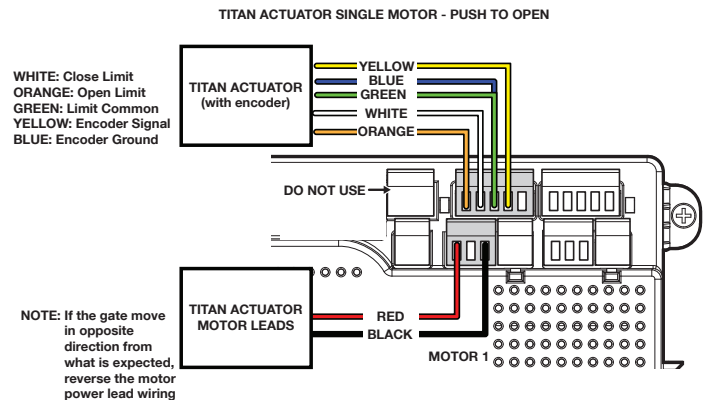 TITAN ACTUATOR SINGLE MOTOR - PUSH TO OPEN
WHITE: Close Limit
ORANGE: Open Limit
GREEN: Limit Common
YELLOW: Encoder Signal
BLUE: Encoder Ground
TITAN ACTUATOR
(with encoder)
YELLOW
BLUE
GREEN
WHITE
ORANGE
DO NOT USE
NOTE: If the gate move
in opposite
direction from
what is expected,
reverse the motor
power lead wiring
TITAN ACTUATOR
MOTOR LEADS
RED
BLACK
MOTOR 1